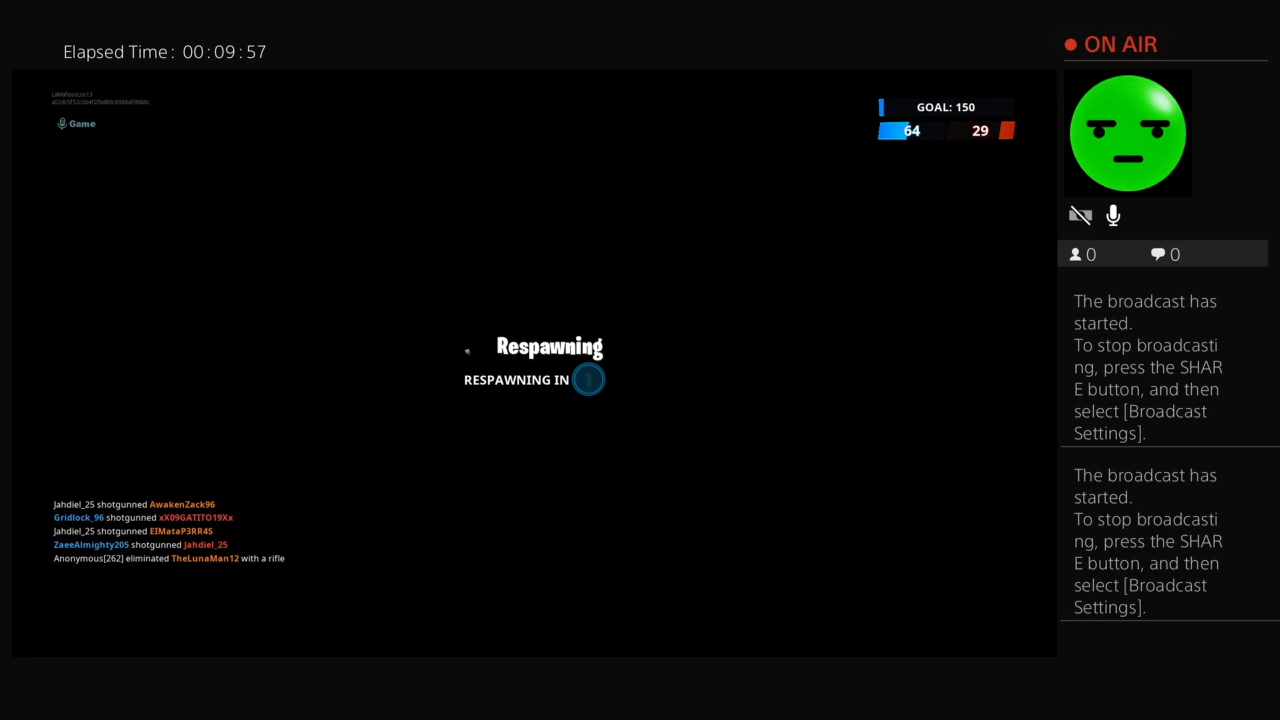 Elapsed Time: 00:09:57
ON AIR
LaMafiosoLos13
Game
GOAL: 150
64 29
0 0
Respawning
RESPAWNING IN 1
Jahdiel_25 shotgunned AwakenZack96
Gridlock_96 shotgunned xX09GATITO19Xx
Jahdiel_25 shotgunned ElMataP3RR4S
ZaeeAlmighty205 shotgunned Jahdiel_25
Anonymous[262] eliminated TheLunaMan12 with a rifle
The broadcast has
started.
To stop broadcasti
ng, press the SHAR
E button, and then
select [Broadcast
Settings].
The broadcast has
started.
To stop broadcasti
ng, press the SHAR
E button, and then
select [Broadcast
Settings].